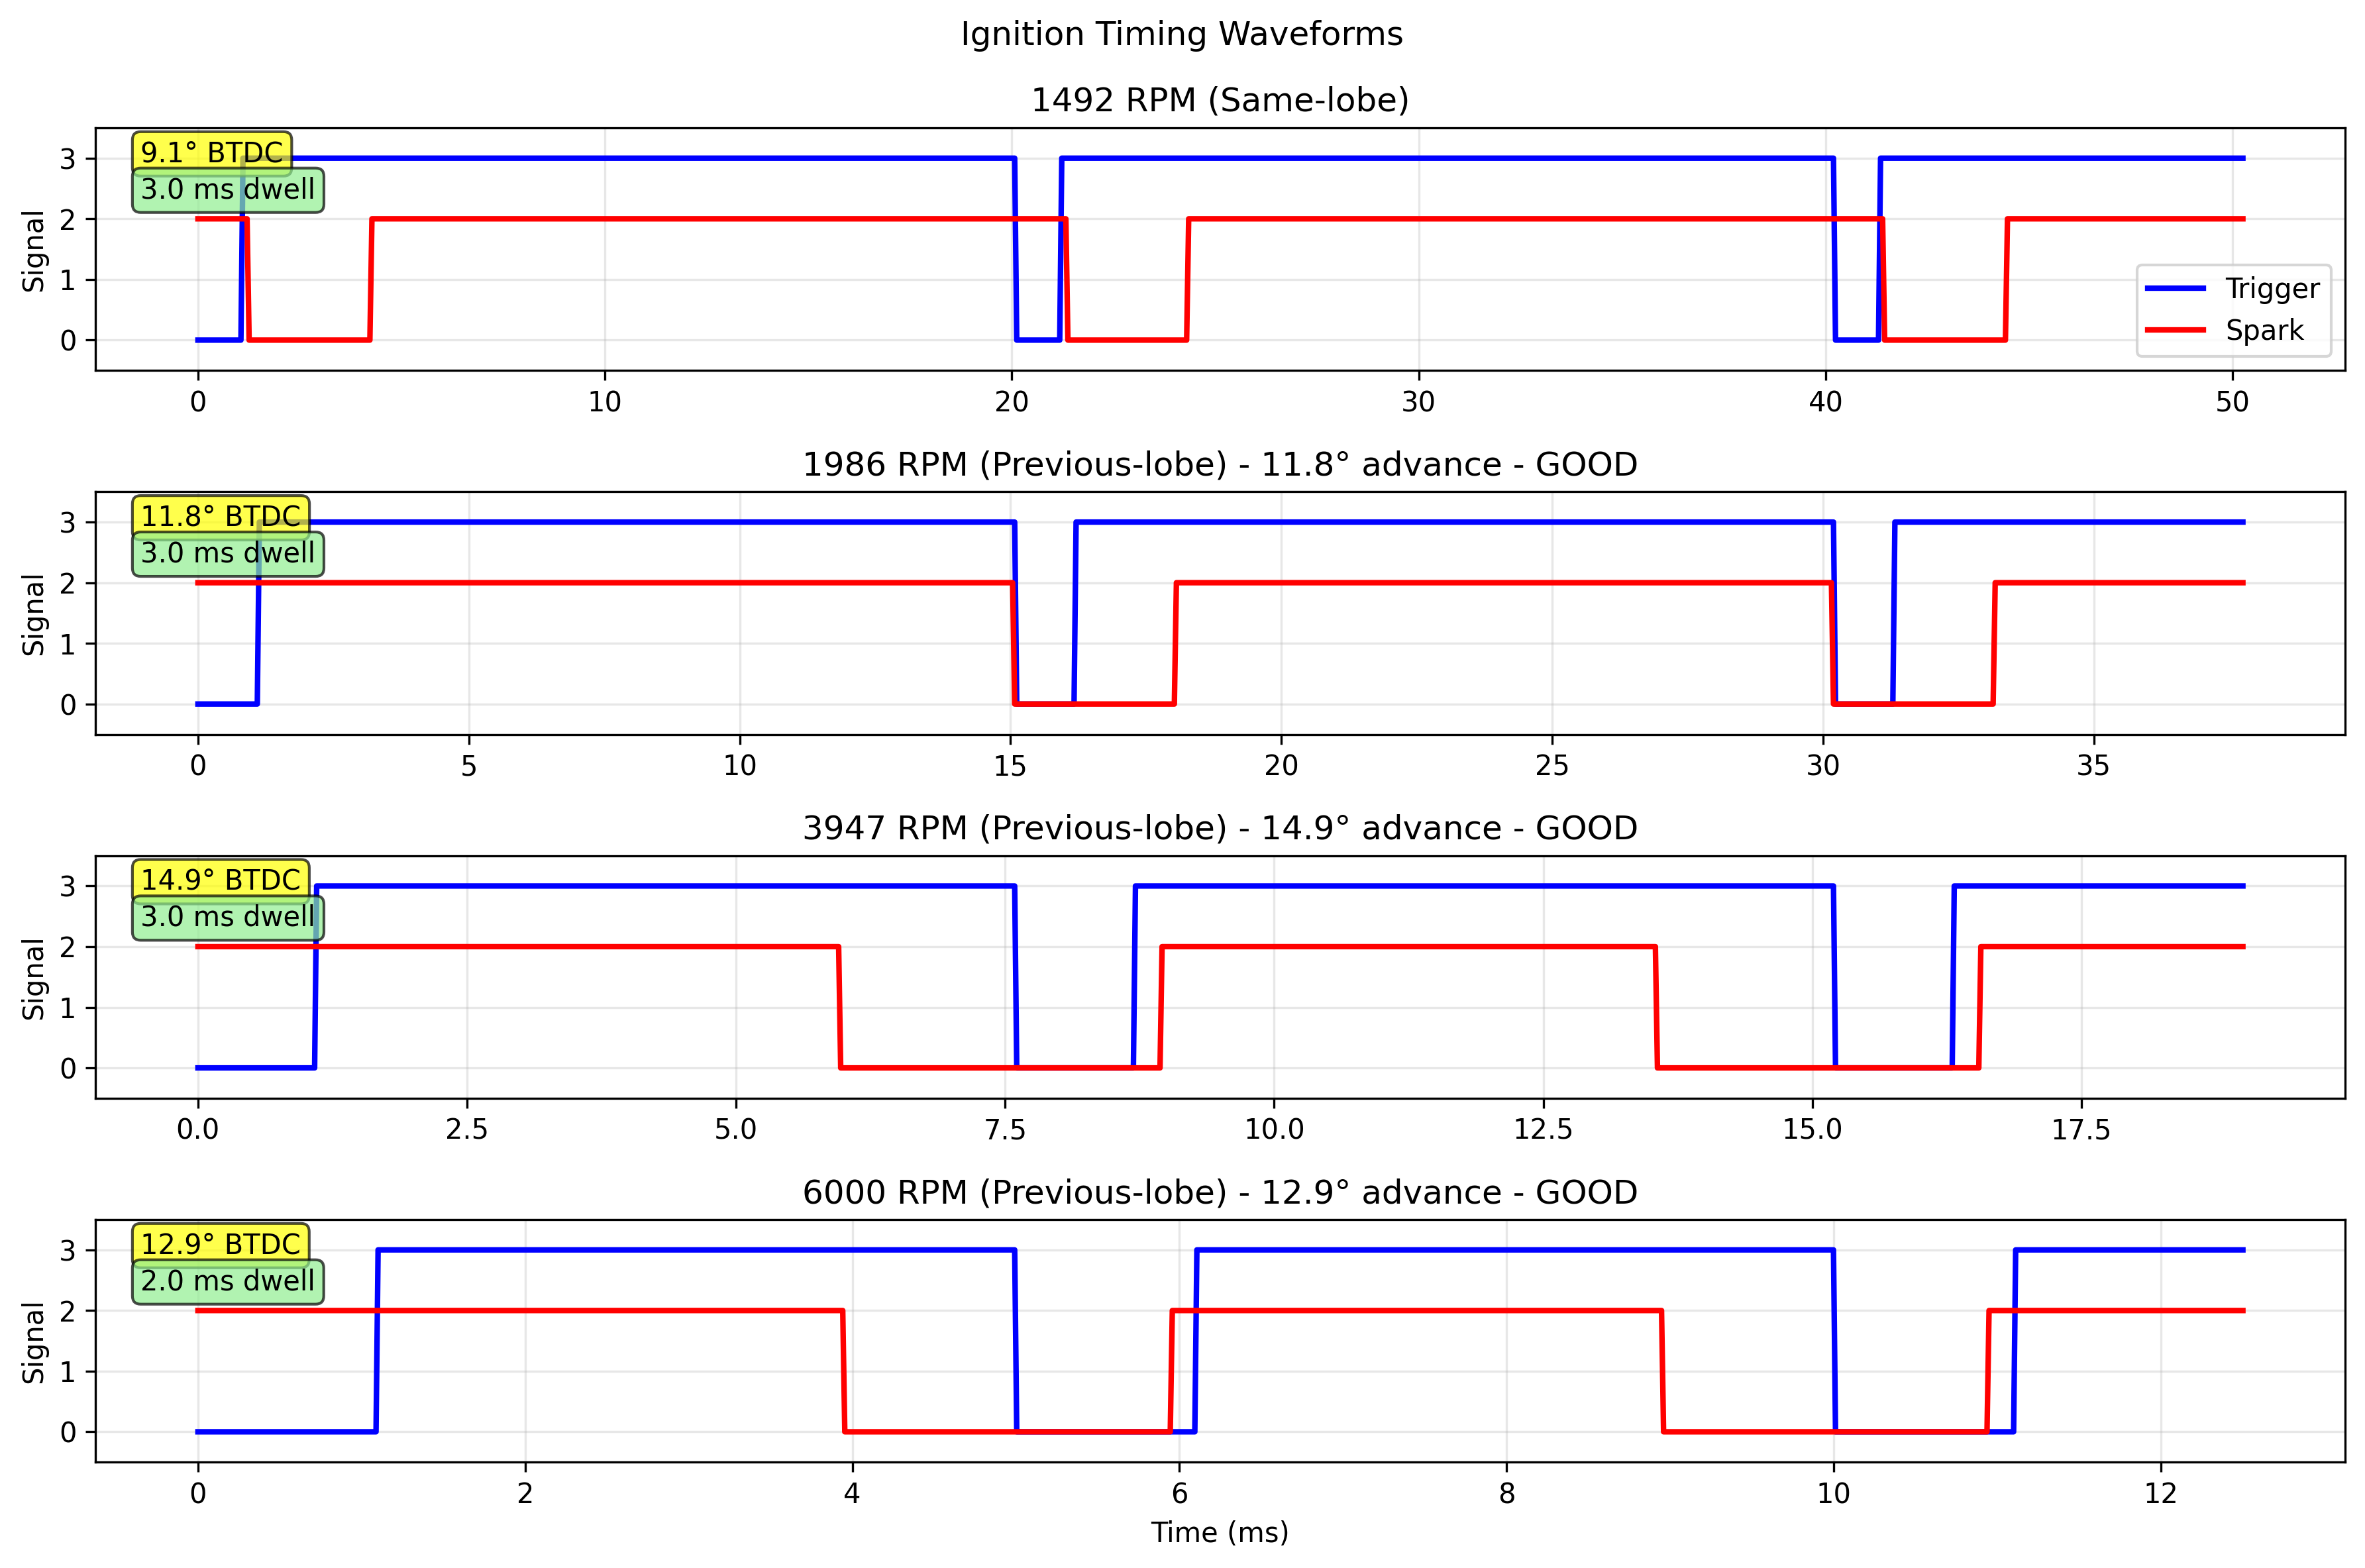 Ignition Timing Waveforms
1492 RPM (Same-lobe)
9.1° BTDC
3.0 ms dwell
Signal
3
2
1
0
Trigger
Spark
0 10 20 30 40 50
1986 RPM (Previous-lobe) - 11.8° advance - GOOD
11.8° BTDC
3.0 ms dwell
Signal
3
2
1
0
0 5 10 15 20 25 30 35
3947 RPM (Previous-lobe) - 14.9° advance - GOOD
14.9° BTDC
3.0 ms dwell
Signal
3
2
1
0
0.0 2.5 5.0 7.5 10.0 12.5 15.0 17.5
6000 RPM (Previous-lobe) - 12.9° advance - GOOD
12.9° BTDC
2.0 ms dwell
Signal
3
2
1
0
0 2 4 6 8 10 12
Time (ms)